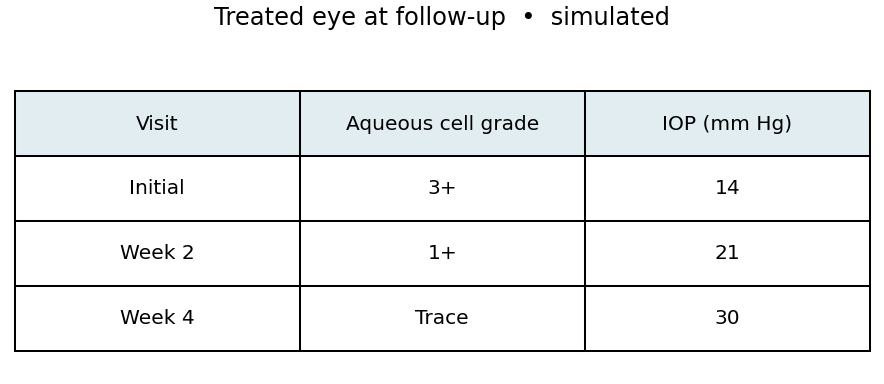 Treated eye at follow-up • simulated
Visit Aqueous cell grade IOP (mm Hg)
Initial 3+ 14
Week 2 1+ 21
Week 4 Trace 30